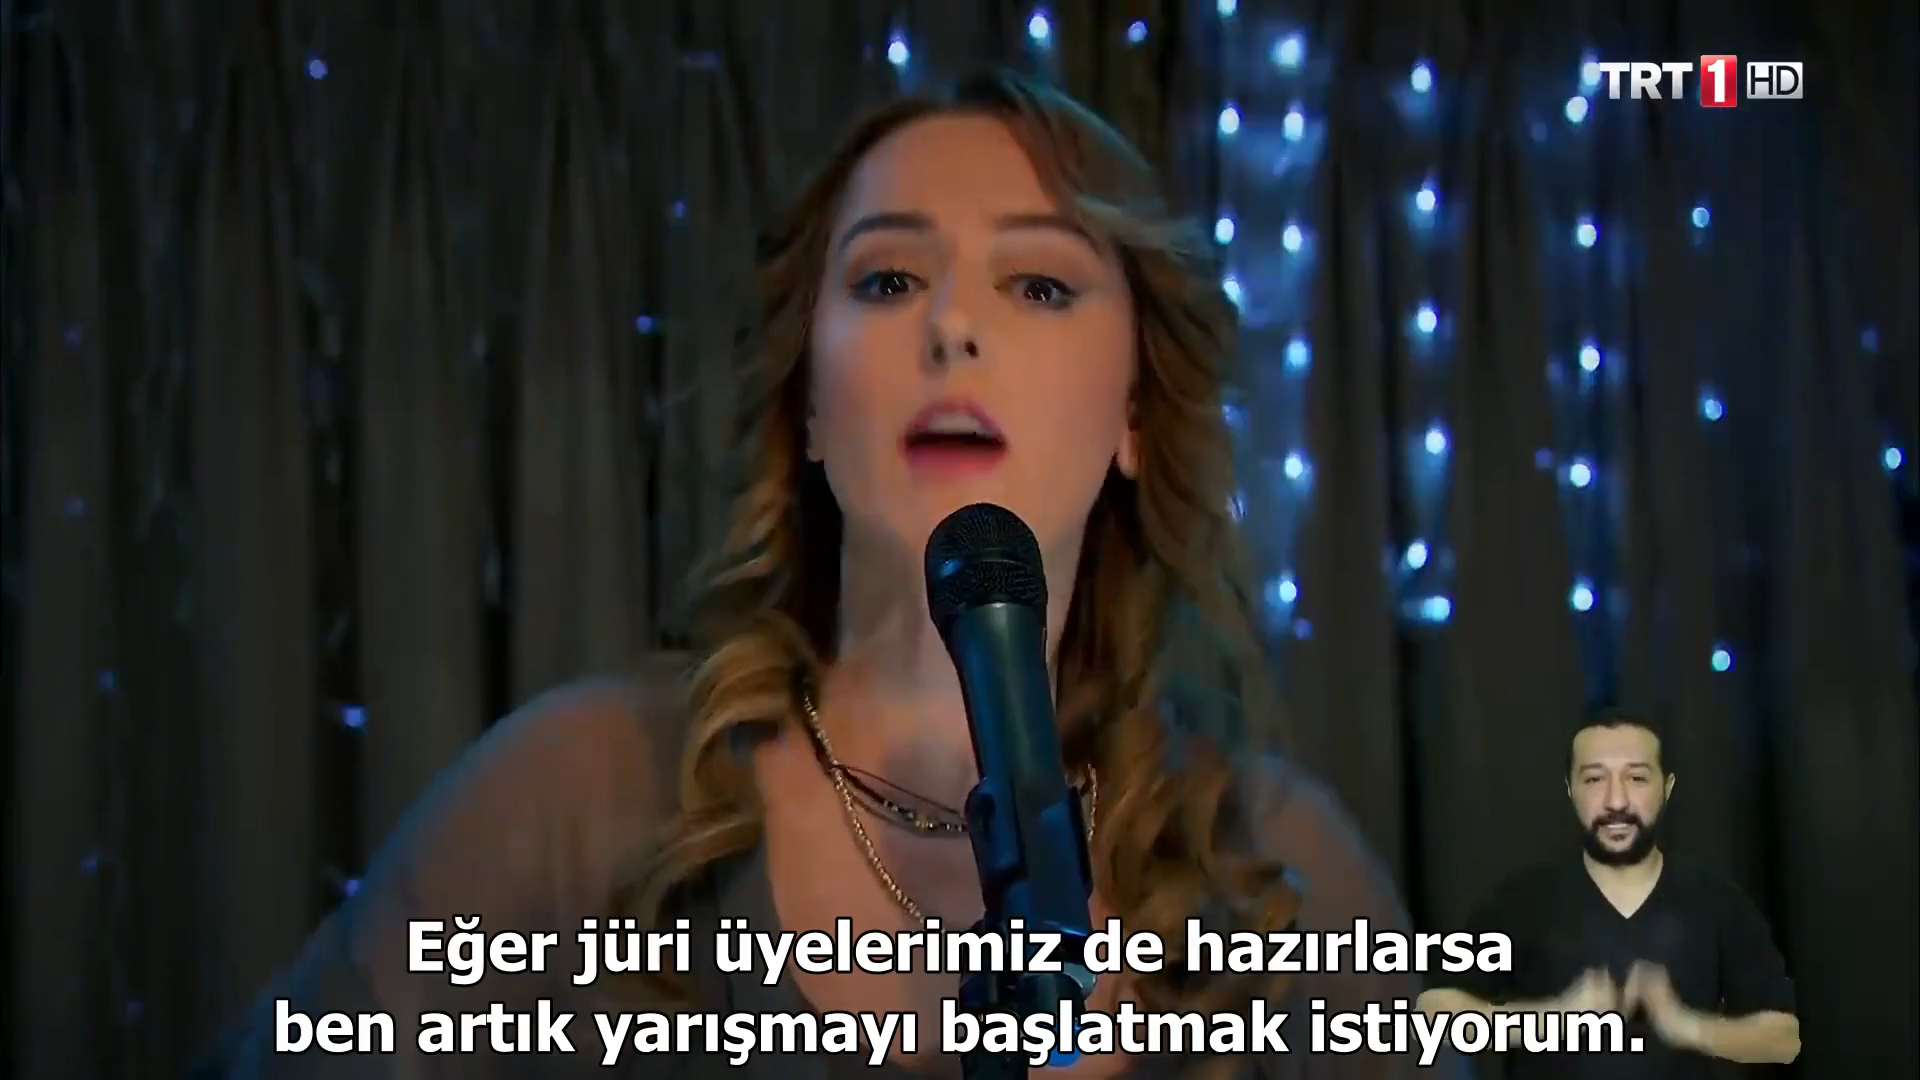 TRT 1 HD
Eğer jüri üyelerimiz de hazırlarsa
ben artık yarışmayı başlatmak istiyorum.